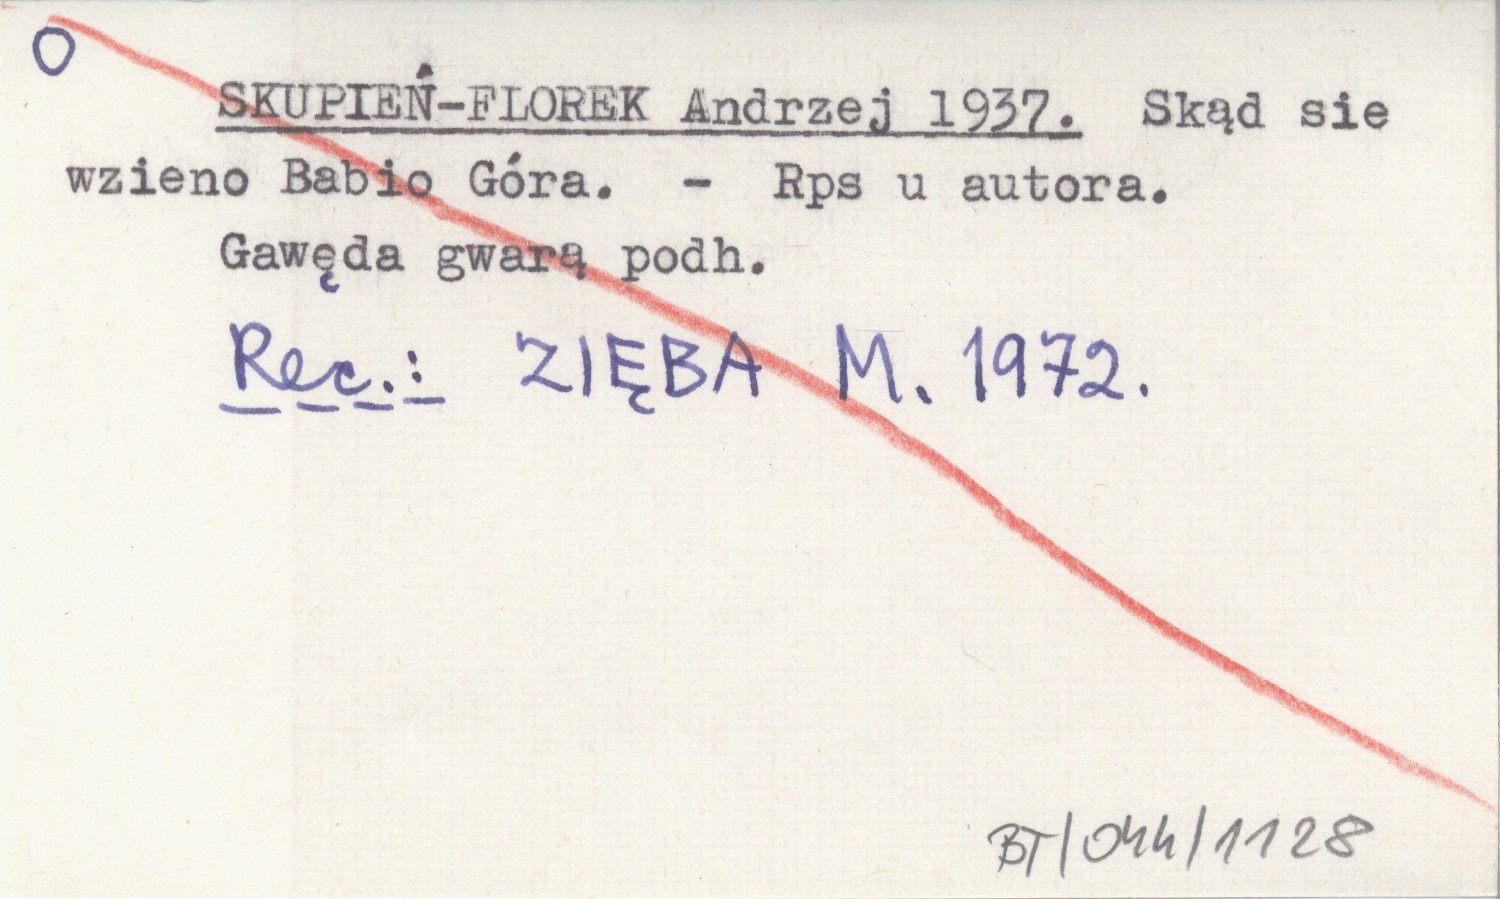 O
SKUPIEŃ-FLOREK Andrzej 1937. Skąd sie
wzieno Babio Góra. - Rps u autora.
Gawęda gwarą podh.
Rec.: ZIĘBA M. 1972.
BT/044/1128